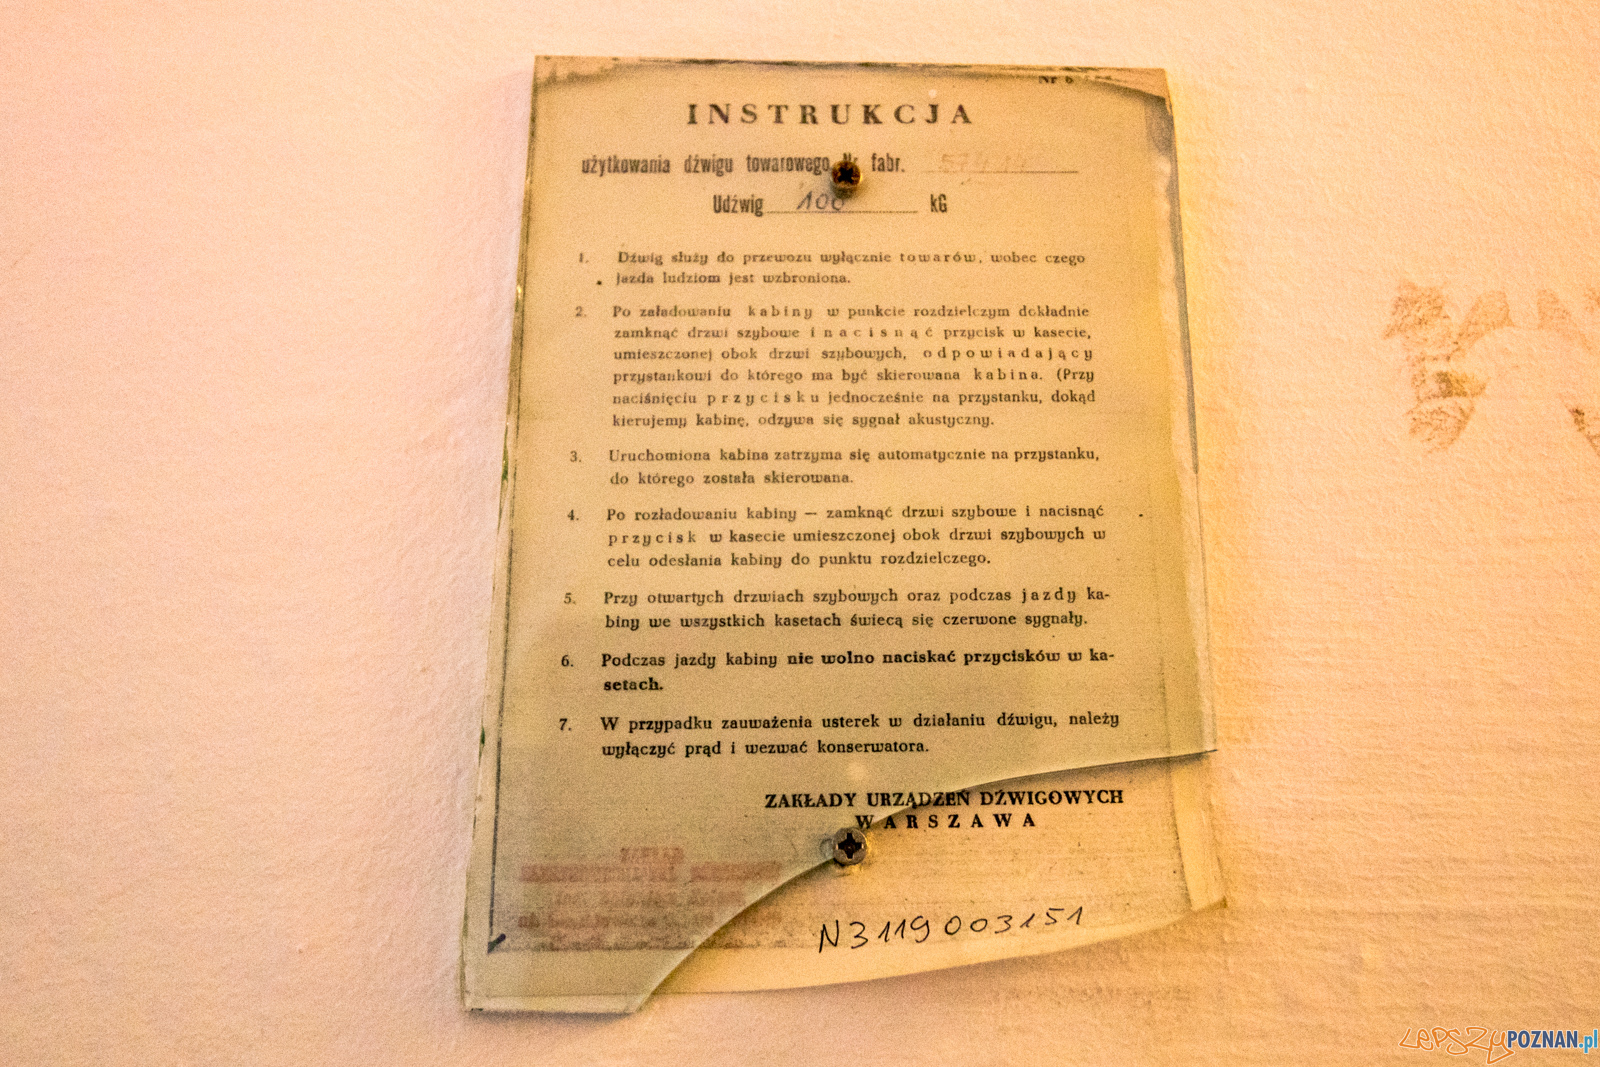 Nr 6
INSTRUKCJA
użytkowania dźwigu towarowego Nr fabr.
Udźwig 100 kG
1. Dźwig służy do przewozu wyłącznie towarów, wobec czego
jazda ludziom jest wzbroniona.
2. Po załadowaniu kabiny w punkcie rozdzielczym dokładnie
zamknąć drzwi szybowe i nacisnąć przycisk w kasecie,
umieszczonej obok drzwi szybowych, odpowiadający
przystankowi do którego ma być skierowana kabina. (Przy
naciśnięciu przycisku jednocześnie na przystanku, dokąd
kierujemy kabinę, odzywa się sygnał akustyczny.
3. Uruchomiona kabina zatrzyma się automatycznie na przystanku,
do którego została skierowana.
4. Po rozładowaniu kabiny — zamknąć drzwi szybowe i nacisnąć
przycisk w kasecie umieszczonej obok drzwi szybowych w
celu odesłania kabiny do punktu rozdzielczego.
5. Przy otwartych drzwiach szybowych oraz podczas jazdy ka-
biny we wszystkich kasetach świecą się czerwone sygnały.
6. Podczas jazdy kabiny nie wolno naciskać przycisków w ka-
setach.
7. W przypadku zauważenia usterek w działaniu dźwigu, należy
wyłączyć prąd i wezwać konserwatora.
ZAKŁADY URZĄDZEŃ DŹWIGOWYCH
WARSZAWA
N3119003151
LEPSZY POZNAN.pl